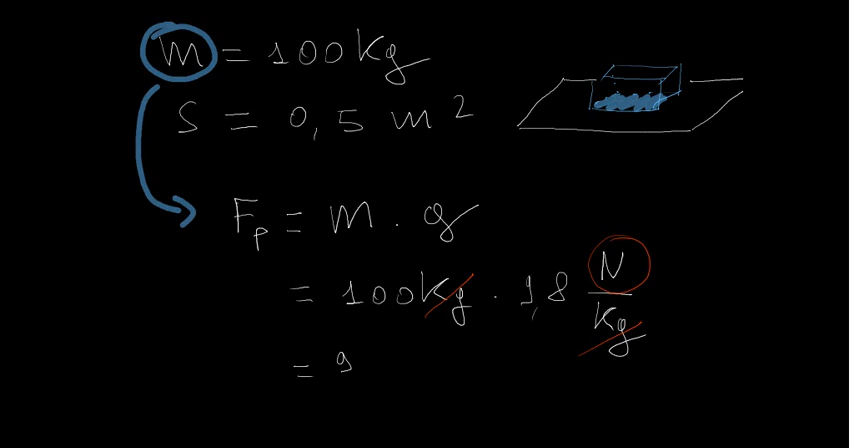 m = 100 kg
S = 0,5 m²
Fₚ = m · g
= 100 kg · 9,8 N/kg
= 9